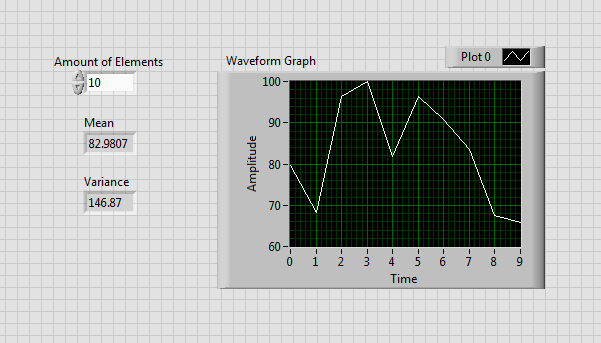 Amount of Elements
10
Mean
82.9807
Variance
146.87
Waveform Graph
Plot 0
Amplitude
100
90
80
70
60
0 1 2 3 4 5 6 7 8 9
Time